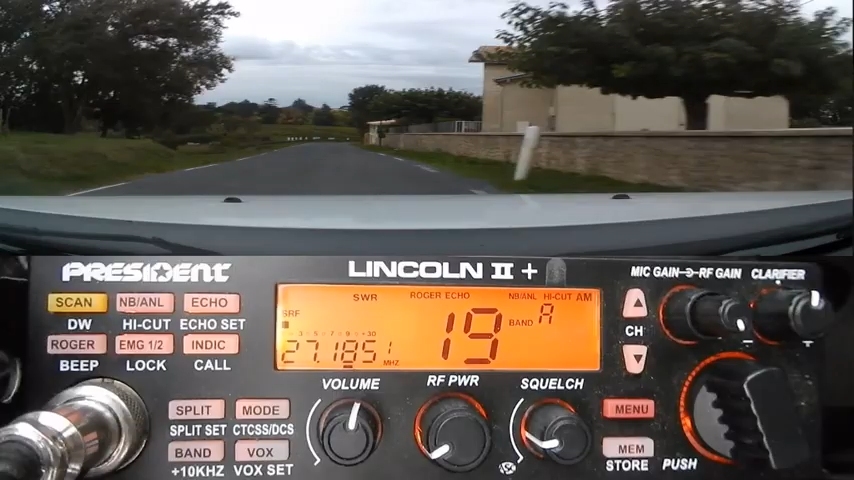 PRESIDENT
LINCOLN II +
MIC GAIN RF GAIN CLARIFIER
SCAN NB/ANL ECHO
DW HI-CUT ECHO SET
ROGER EMG 1/2 INDIC
BEEP LOCK CALL
SWR ROGER ECHO NB/ANL HI-CUT AM
SRF
19 BAND A
27.185 MHZ
CH
VOLUME RF PWR SQUELCH
SPLIT MODE
SPLIT SET CTCSS/DCS
BAND VOX
+10KHZ VOX SET
MENU
MEM
STORE PUSH